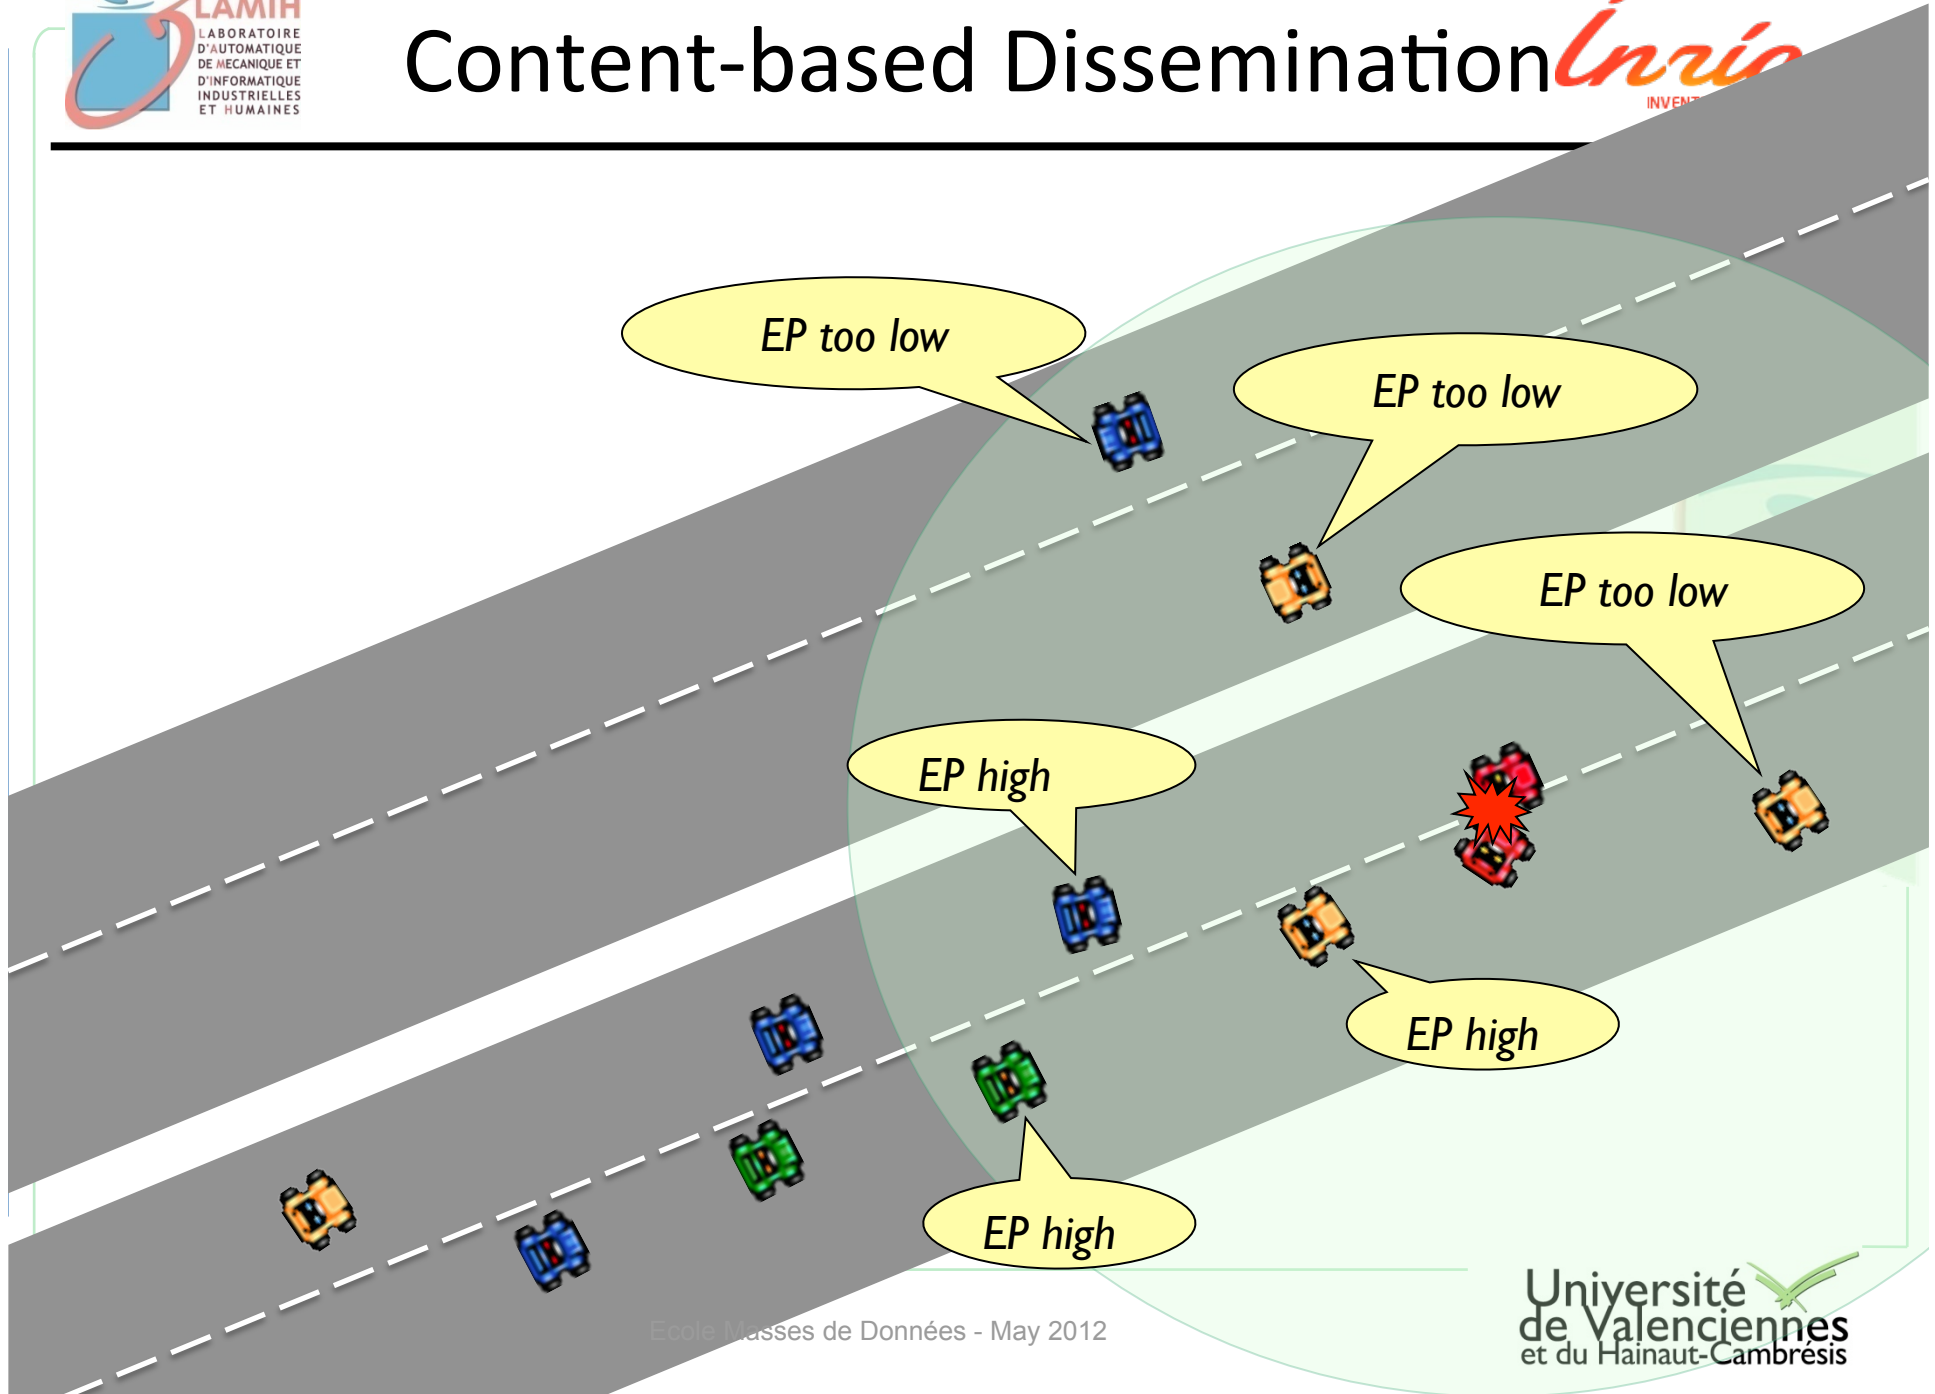 LAMIH
LABORATOIRE
D'AUTOMATIQUE
DE MECANIQUE ET
D'INFORMATIQUE
INDUSTRIELLES
ET HUMAINES
Content-based Dissemination
Inria
EP too low
EP too low
EP too low
EP high
EP high
EP high
Ecole Masses de Données - May 2012
Université
de Valenciennes
et du Hainaut-Cambrésis